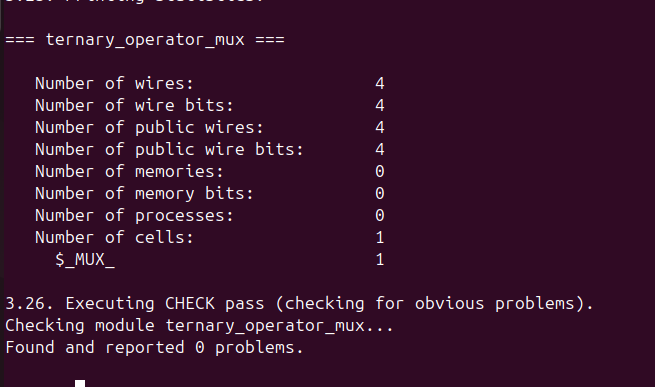 === ternary_operator_mux ===
Number of wires: 4
Number of wire bits: 4
Number of public wires: 4
Number of public wire bits: 4
Number of memories: 0
Number of memory bits: 0
Number of processes: 0
Number of cells: 1
$_MUX_ 1
3.26. Executing CHECK pass (checking for obvious problems).
Checking module ternary_operator_mux...
Found and reported 0 problems.